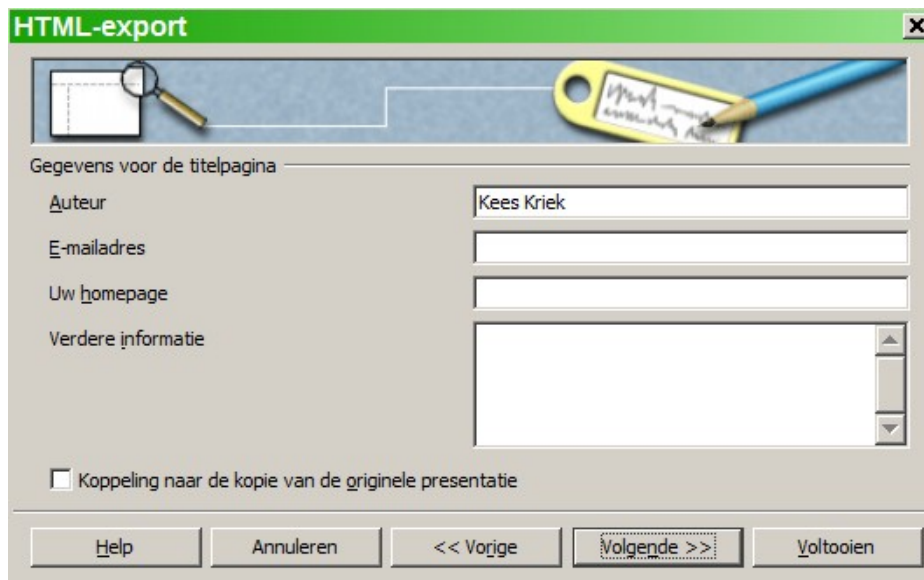 HTML-export
Gegevens voor de titelpagina
Auteur
Kees Kriek
E-mailadres
Uw homepage
Verdere informatie
Koppeling naar de kopie van de originele presentatie
Help Annuleren << Vorige Volgende >> Voltooien